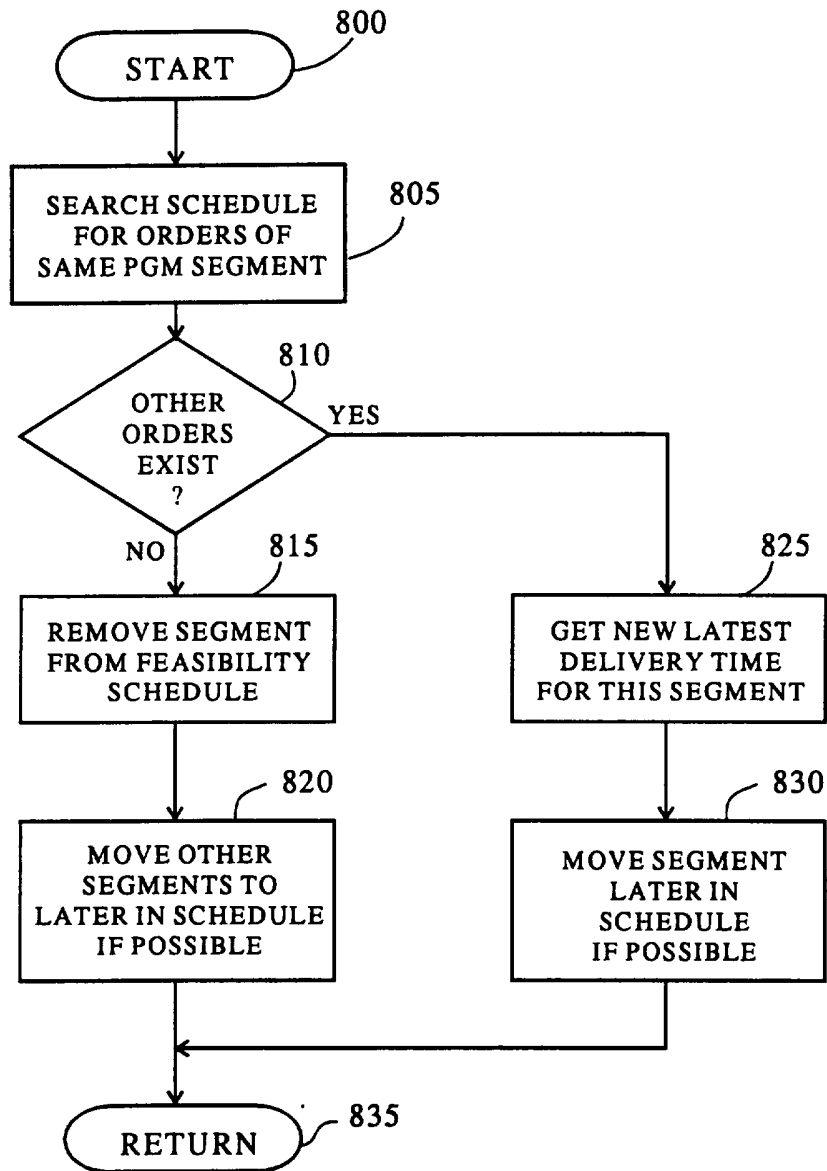 800
START
805
SEARCH SCHEDULE
FOR ORDERS OF
SAME PGM SEGMENT
810
OTHER
ORDERS
EXIST
?
YES
NO
815
REMOVE SEGMENT
FROM FEASIBILITY
SCHEDULE
825
GET NEW LATEST
DELIVERY TIME
FOR THIS SEGMENT
820
MOVE OTHER
SEGMENTS TO
LATER IN SCHEDULE
IF POSSIBLE
830
MOVE SEGMENT
LATER IN
SCHEDULE
IF POSSIBLE
835
RETURN